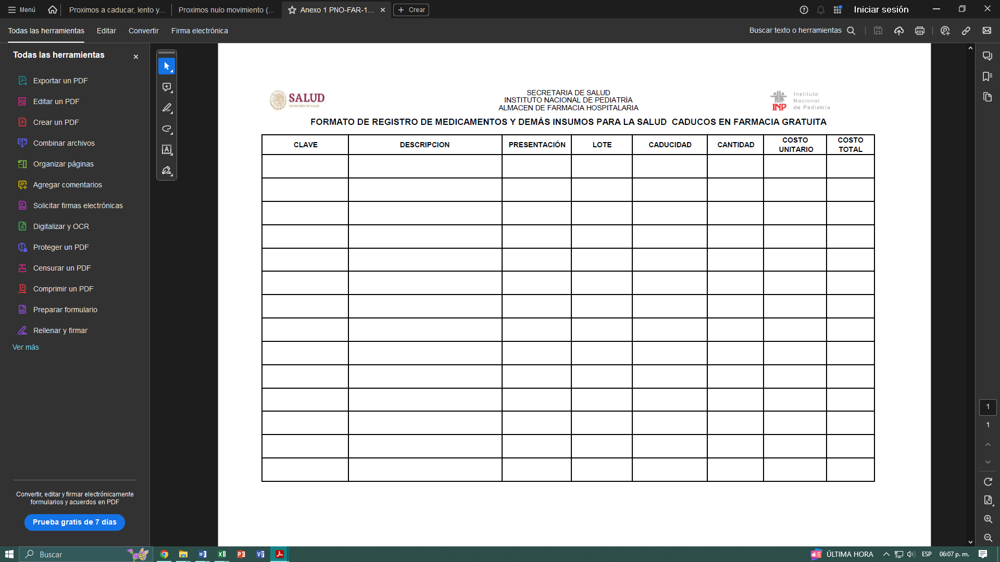 Menú
Proximos a caducar, lento y...
Proximos nulo movimiento (...
Anexo 1 PNO-FAR-1...
Crear
Iniciar sesión
Todas las herramientas
Editar
Convertir
Firma electrónica
Buscar texto o herramientas
Todas las herramientas
Exportar un PDF
Editar un PDF
Crear un PDF
Combinar archivos
Organizar páginas
Agregar comentarios
Solicitar firmas electrónicas
Digitalizar y OCR
Proteger un PDF
Censurar un PDF
Comprimir un PDF
Preparar formulario
Rellenar y firmar
Ver más
Convertir, editar y firmar electrónicamente
formularios y acuerdos en PDF
Prueba gratis de 7 días
SALUD
SECRETARÍA DE SALUD
SECRETARIA DE SALUD
INSTITUTO NACIONAL DE PEDIATRÍA
ALMACEN DE FARMACIA HOSPITALARIA
INP
Instituto
Nacional
de Pediatría
FORMATO DE REGISTRO DE MEDICAMENTOS Y DEMÁS INSUMOS PARA LA SALUD CADUCOS EN FARMACIA GRATUITA
CLAVE
DESCRIPCION
PRESENTACIÓN
LOTE
CADUCIDAD
CANTIDAD
COSTO
UNITARIO
COSTO
TOTAL
1
1
Buscar
ÚLTIMA HORA
ESP
06:07 p. m.